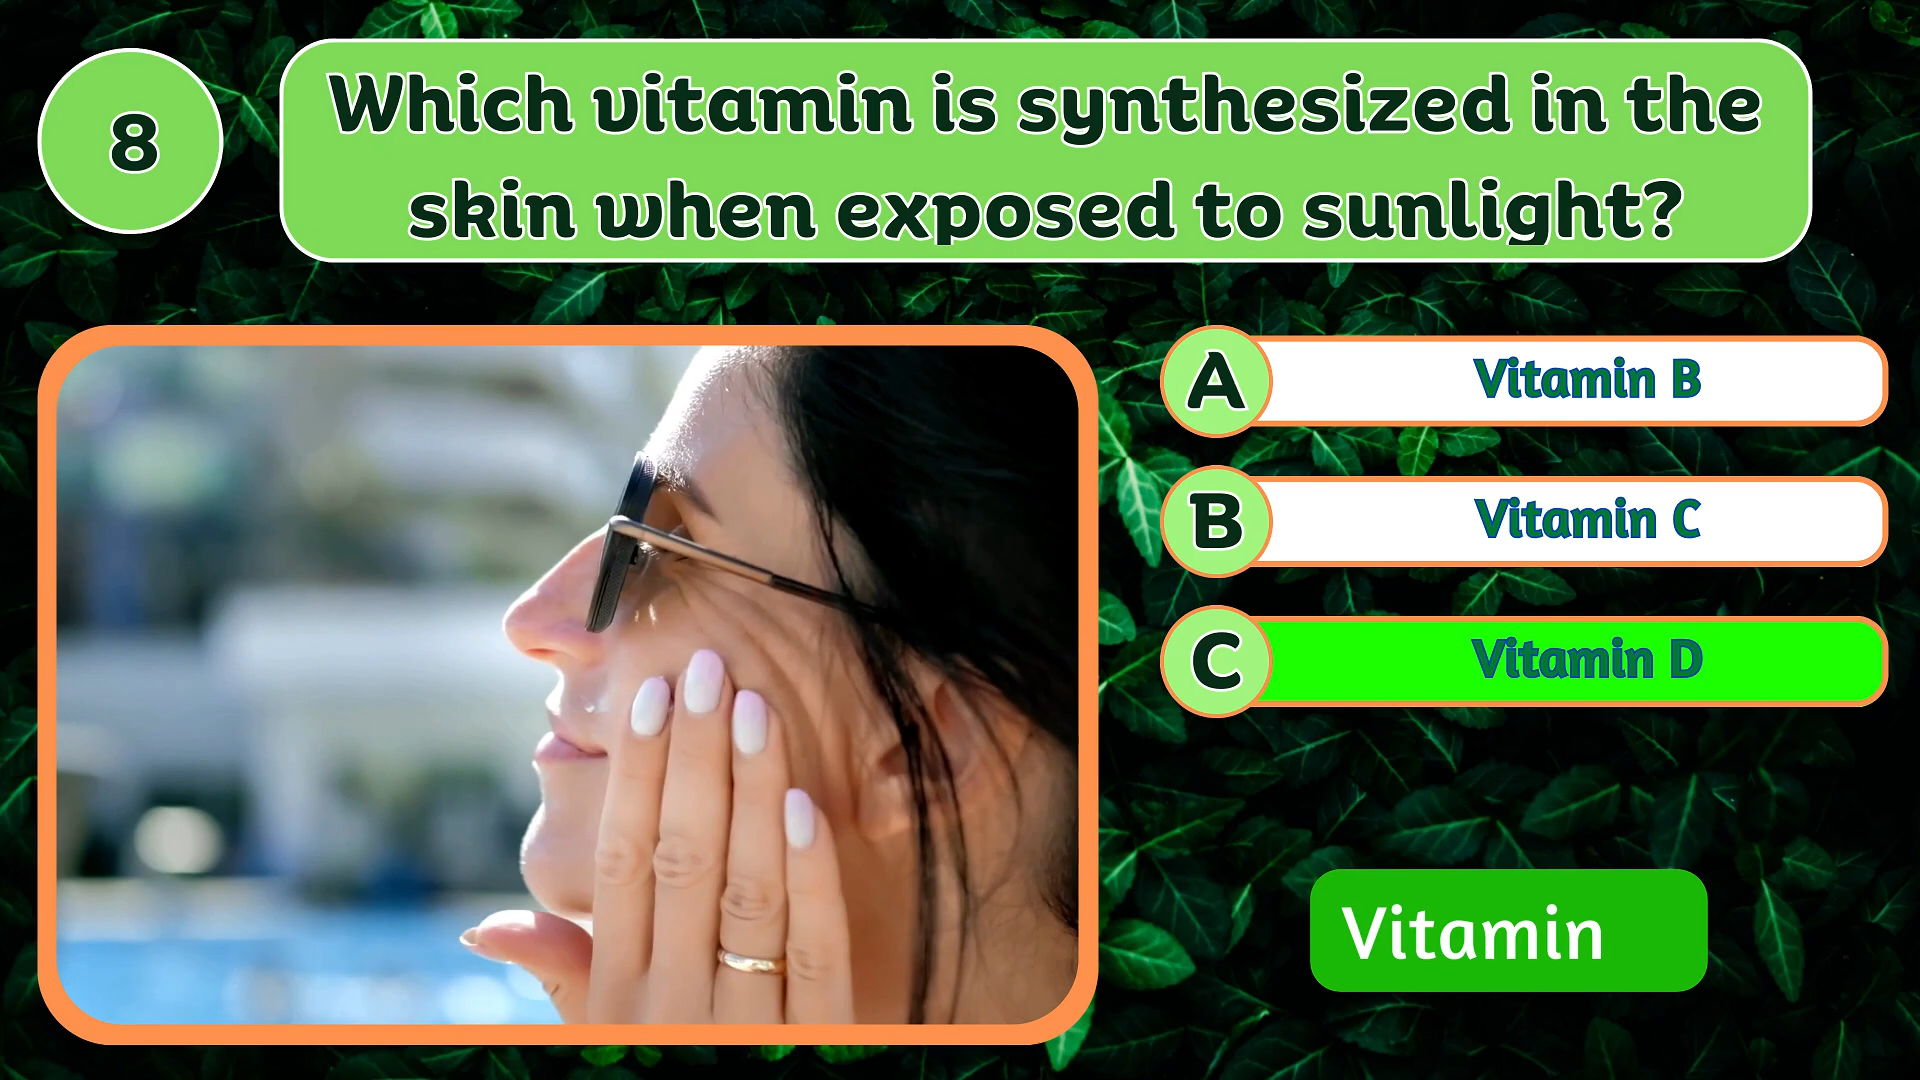 8
Which vitamin is synthesized in the
skin when exposed to sunlight?
A
Vitamin B
B
Vitamin C
C
Vitamin D
Vitamin